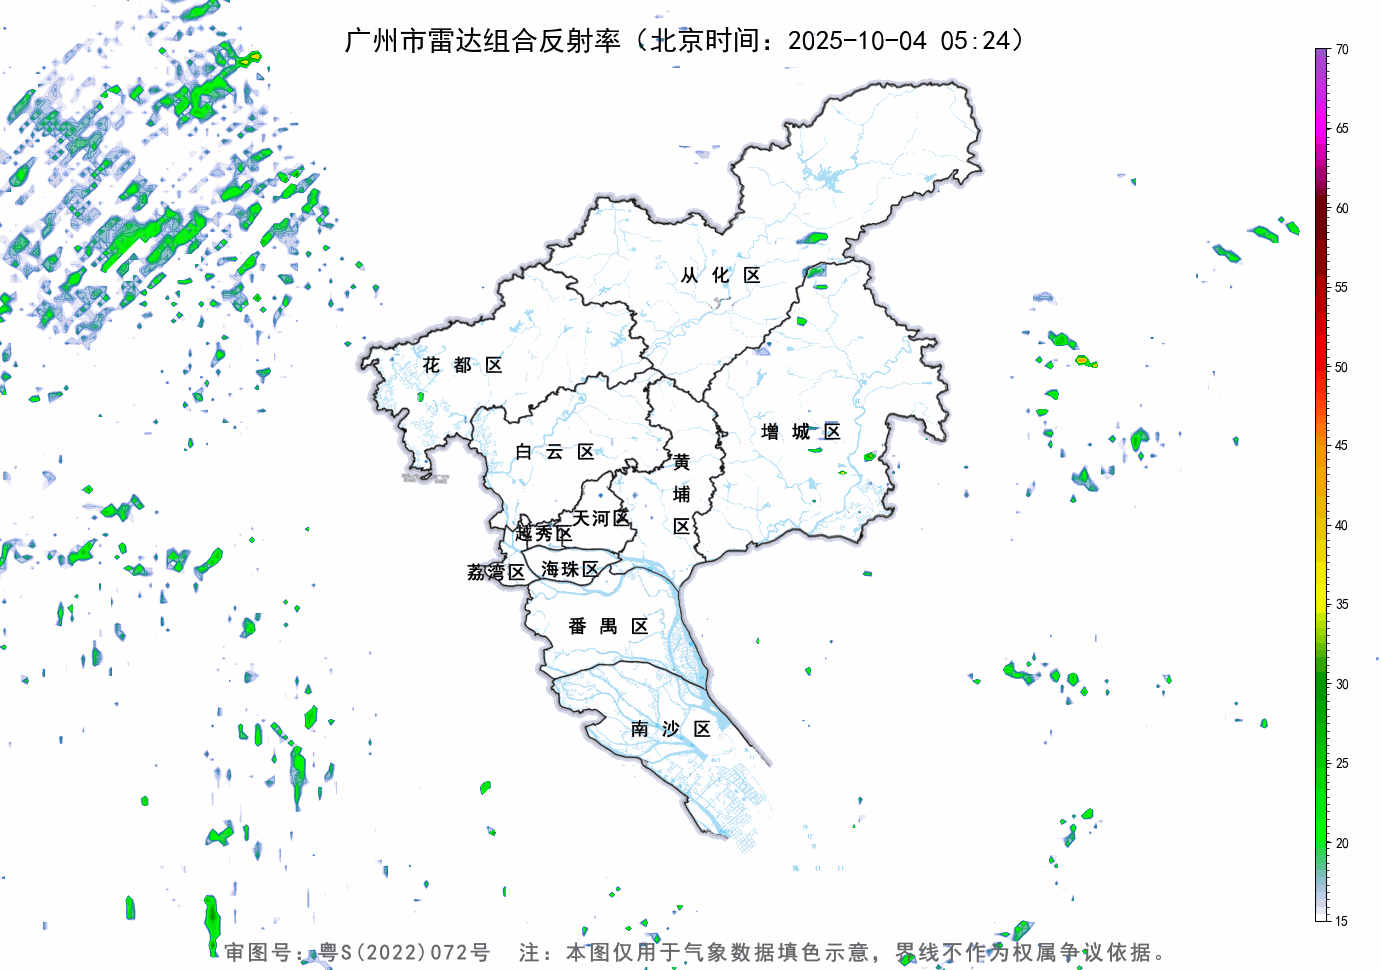 广州市雷达组合反射率（北京时间：2025-10-04 05:24）
70
65
60
55
50
45
40
35
30
25
20
15
从 化 区
花 都 区
增 城 区
白 云 区
黄
埔
区
天河区
越秀区
荔湾区
海珠区
番 禺 区
南 沙 区
审图号：粤S(2022)072号 注：本图仅用于气象数据填色示意，界线不作为权属争议依据。